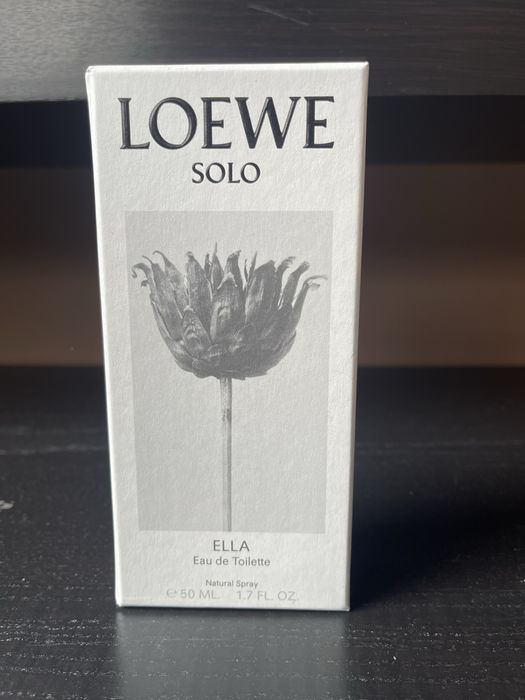 LOEWE
SOLO
ELLA
Eau de Toilette
Natural Spray
℮ 50 ML. 1.7 FL. OZ.